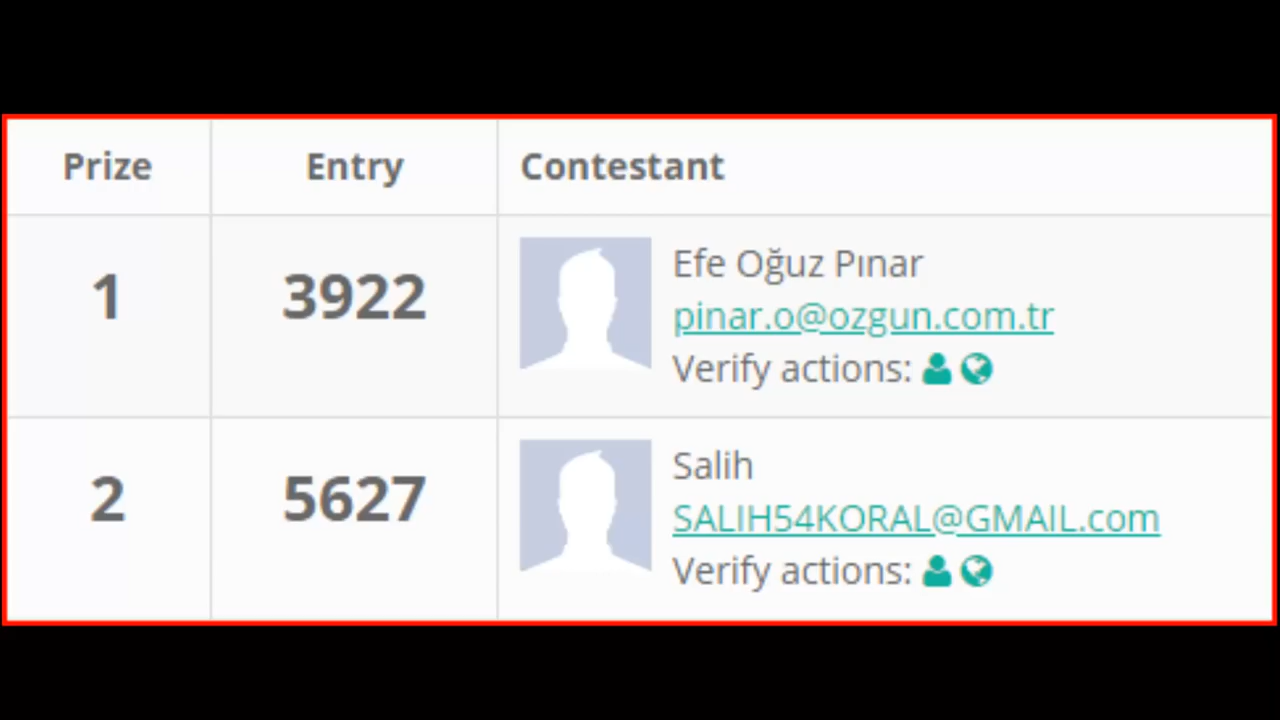 Prize Entry Contestant
1 3922 Efe Oğuz Pınar
pinar.o@ozgun.com.tr
Verify actions:
2 5627 Salih
SALIH54KORAL@GMAIL.com
Verify actions: